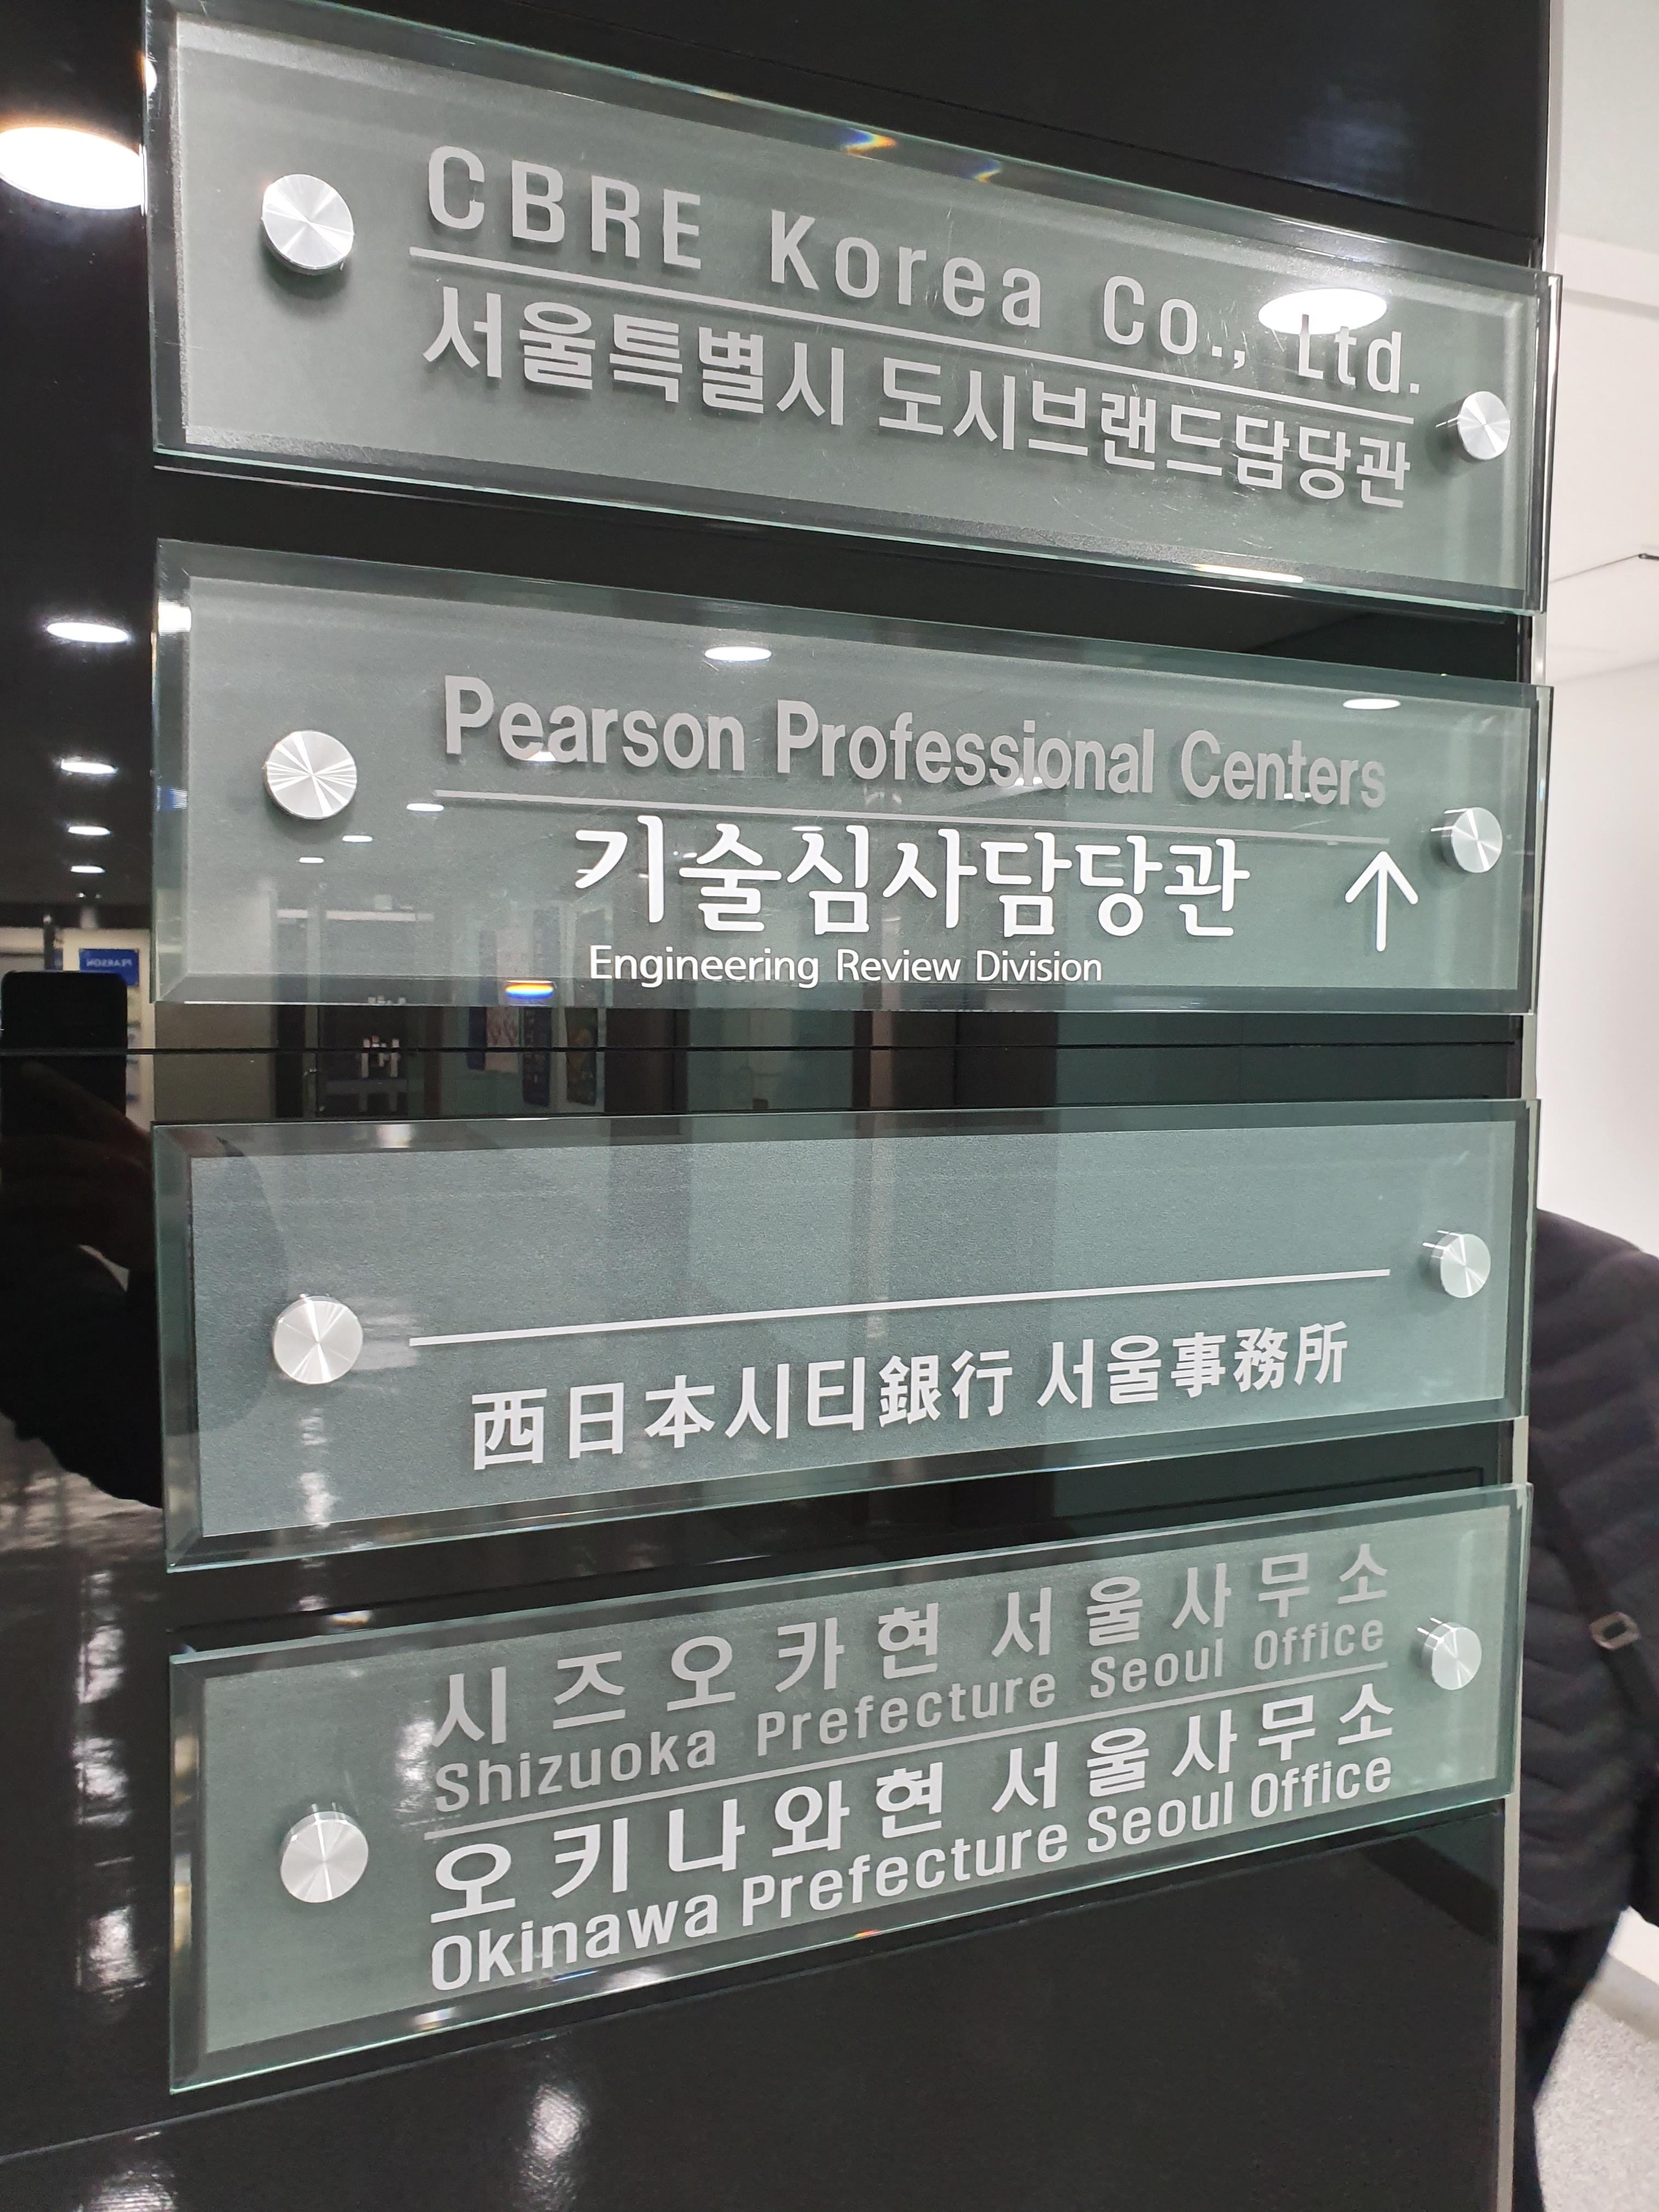 CBRE Korea Co., Ltd.
서울특별시 도시브랜드담당관
Pearson Professional Centers
기술심사담당관 ↑
Engineering Review Division
西日本시티銀行 서울事務所
시즈오카현 서울사무소
Shizuoka Prefecture Seoul Office
오키나와현 서울사무소
Okinawa Prefecture Seoul Office